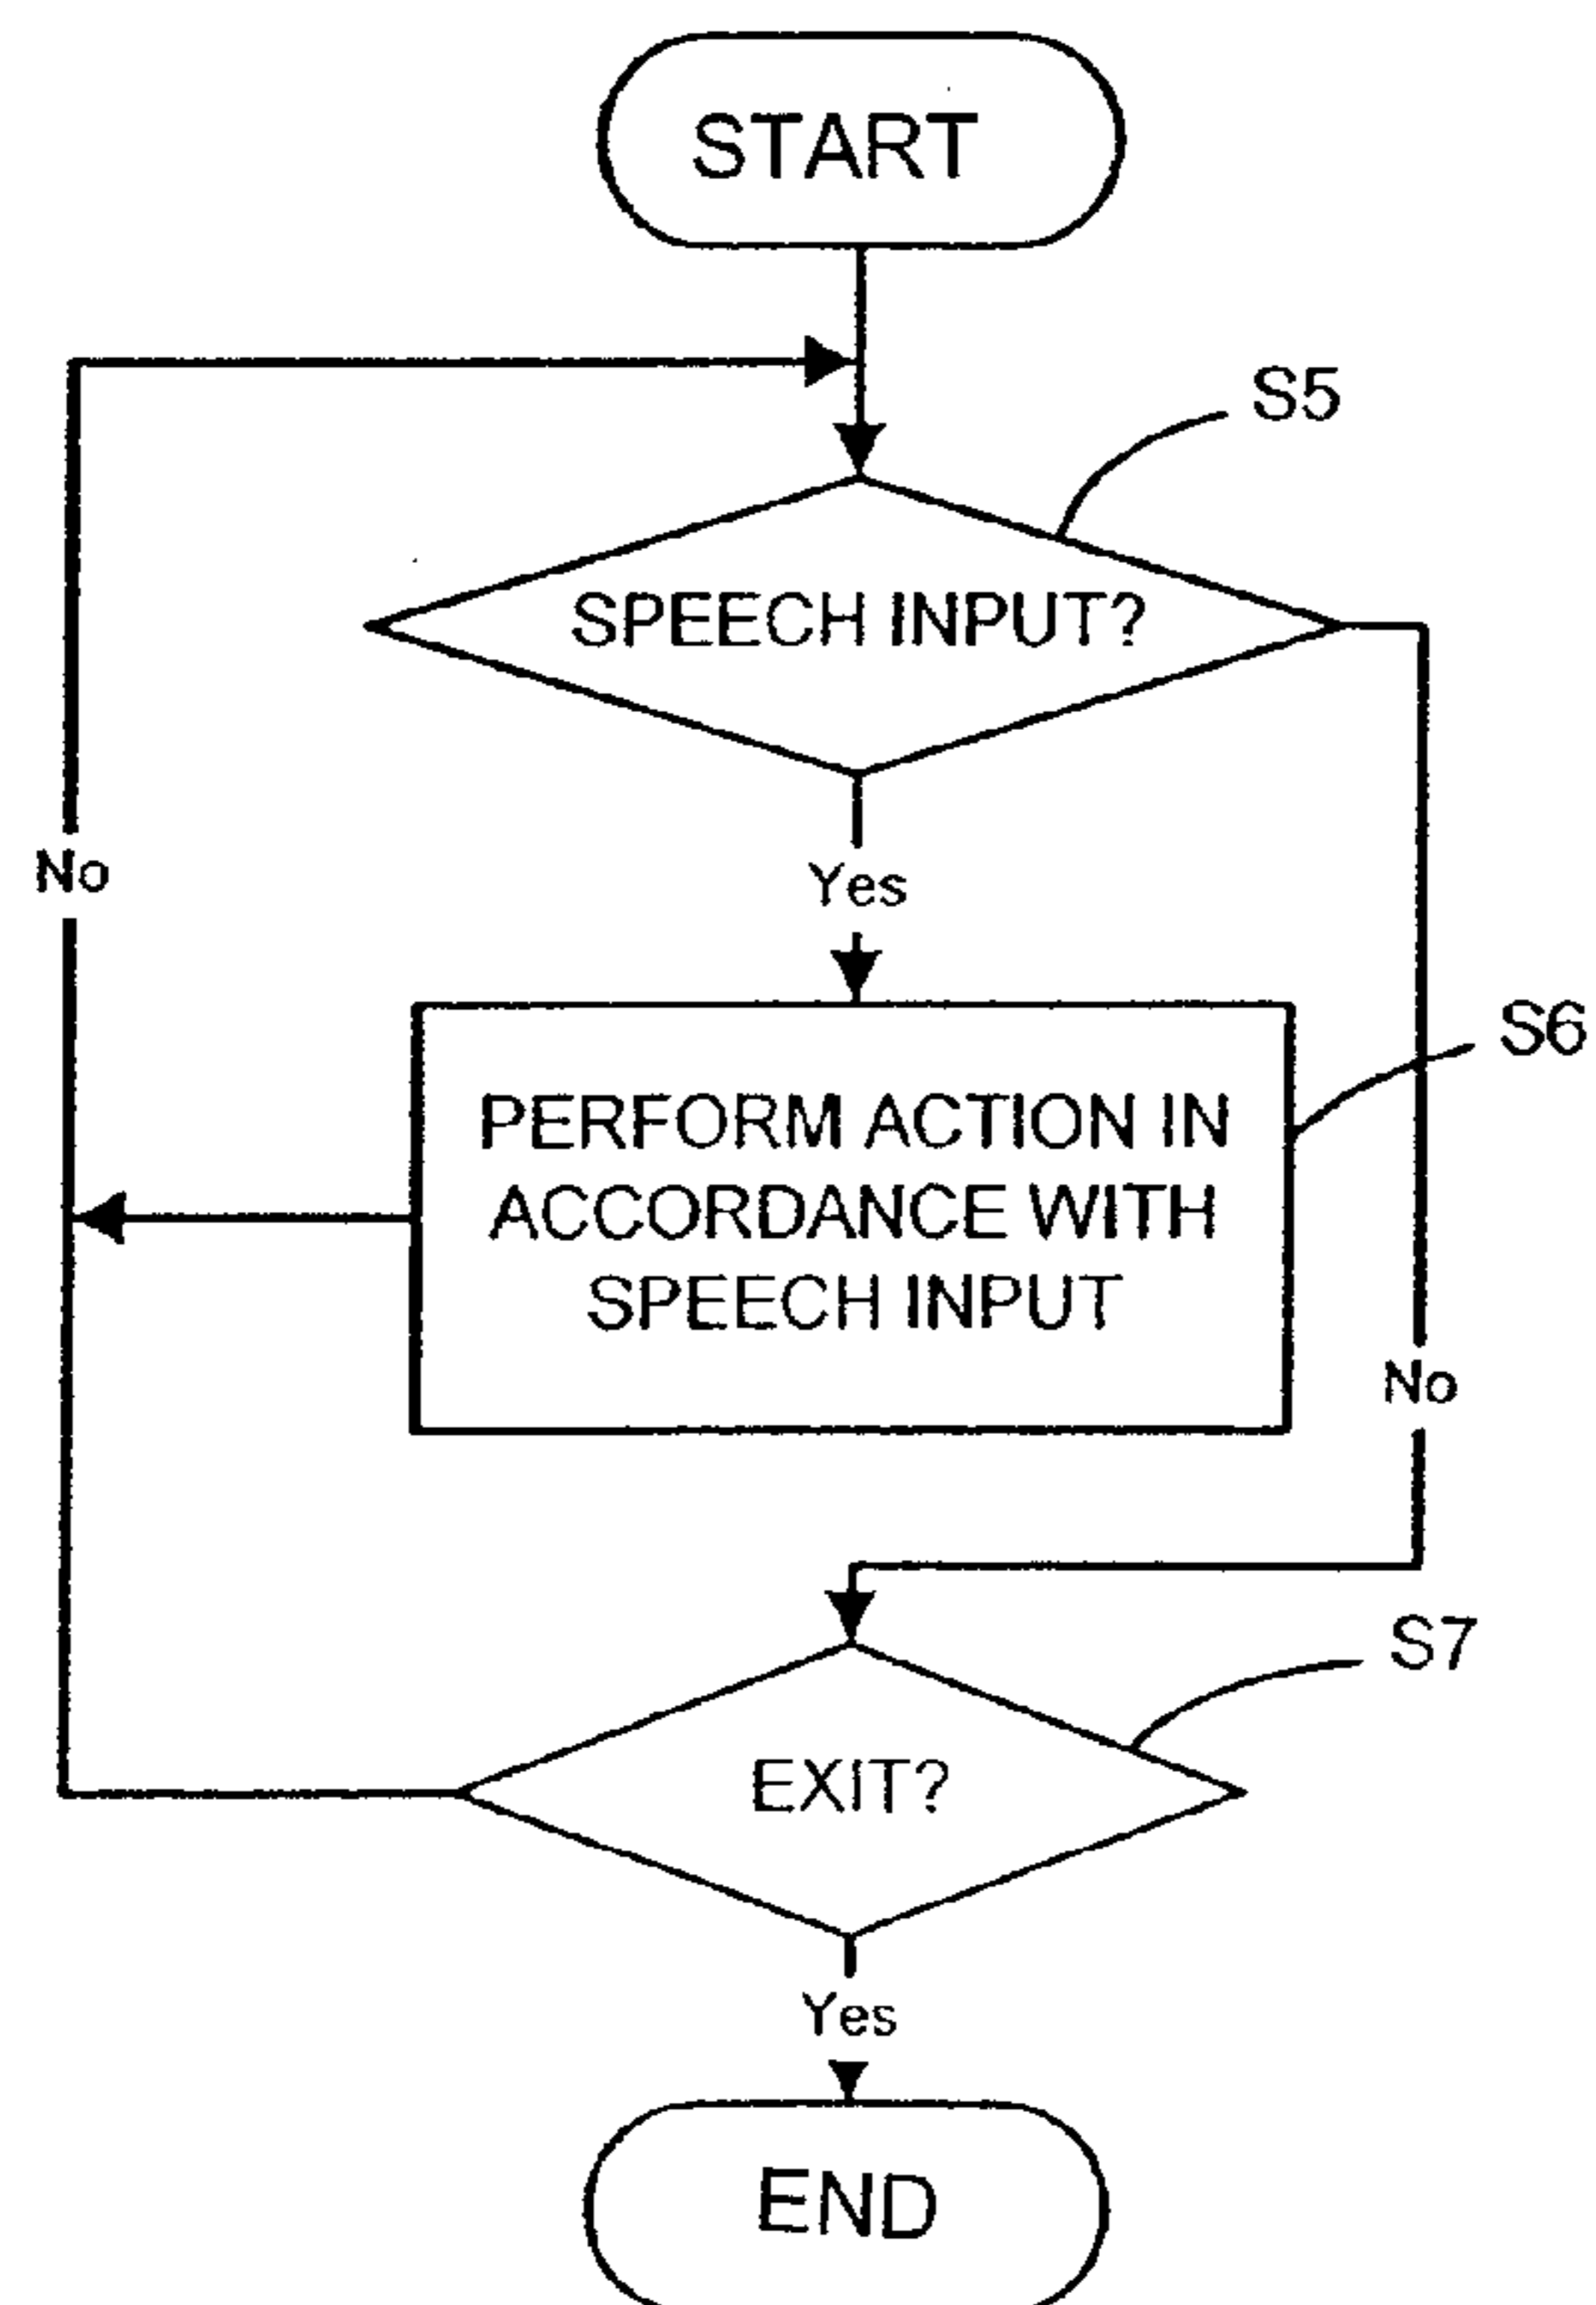 START
S5
SPEECH INPUT?
No
Yes
S6
PERFORM ACTION IN
ACCORDANCE WITH
SPEECH INPUT
No
S7
EXIT?
Yes
END